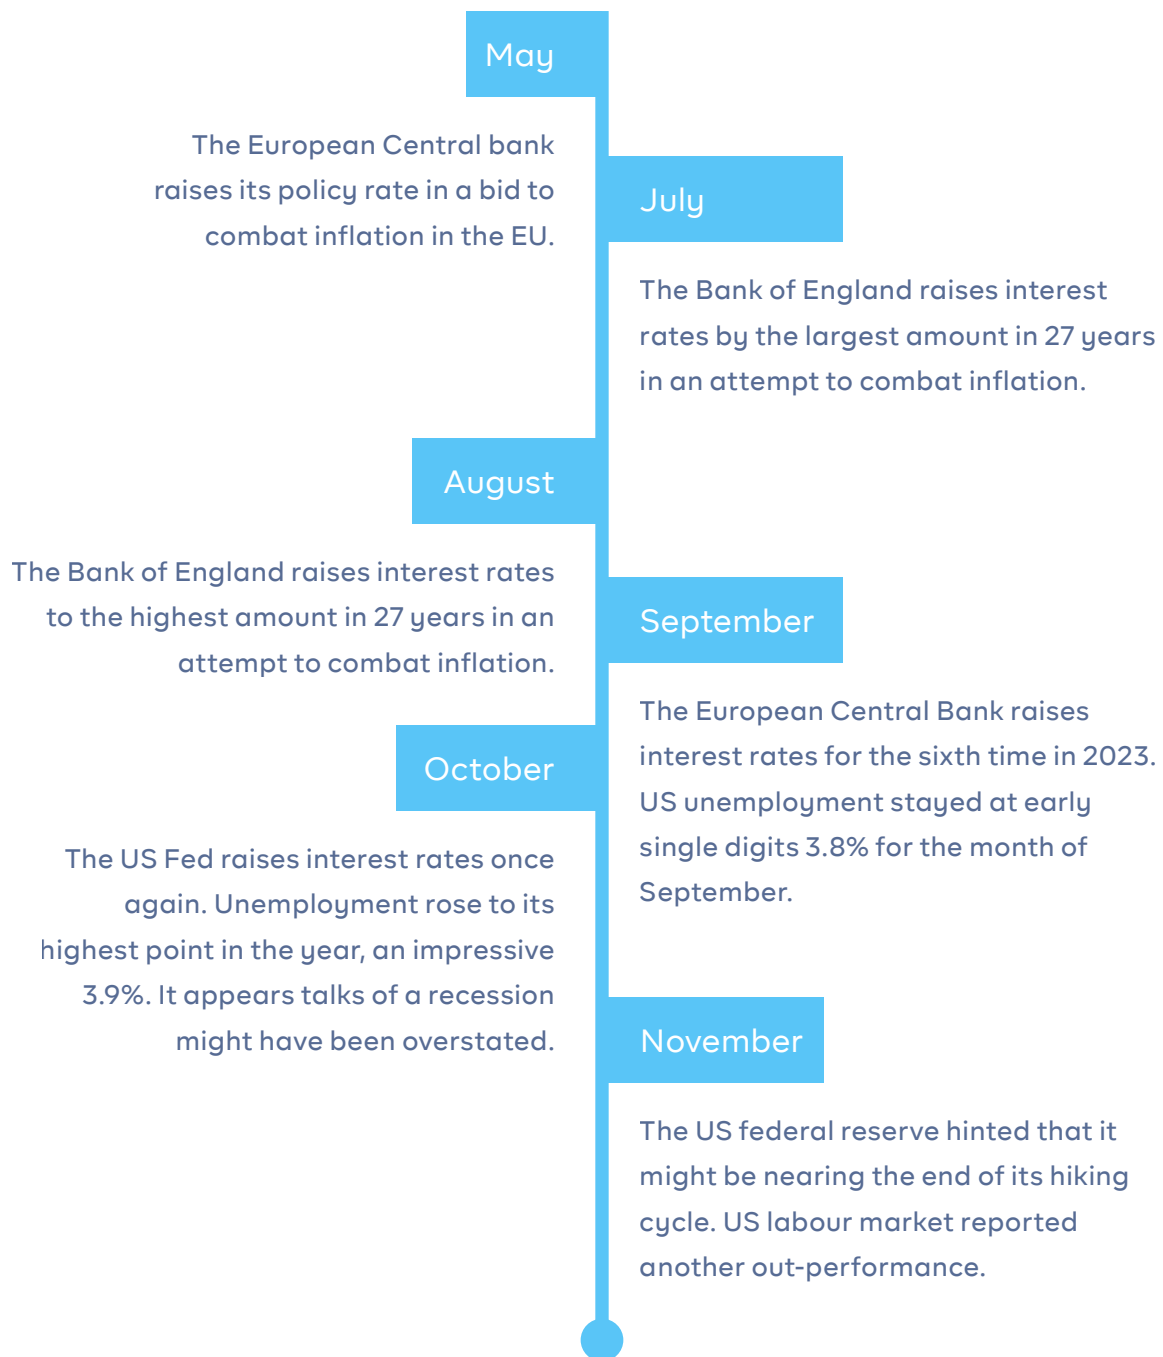 May
The European Central bank
raises its policy rate in a bid to
combat inflation in the EU.
July
The Bank of England raises interest
rates by the largest amount in 27 years
in an attempt to combat inflation.
August
The Bank of England raises interest rates
to the highest amount in 27 years in an
attempt to combat inflation.
September
The European Central Bank raises
interest rates for the sixth time in 2023.
US unemployment stayed at early
single digits 3.8% for the month of
September.
October
The US Fed raises interest rates once
again. Unemployment rose to its
highest point in the year, an impressive
3.9%. It appears talks of a recession
might have been overstated.
November
The US federal reserve hinted that it
might be nearing the end of its hiking
cycle. US labour market reported
another out-performance.